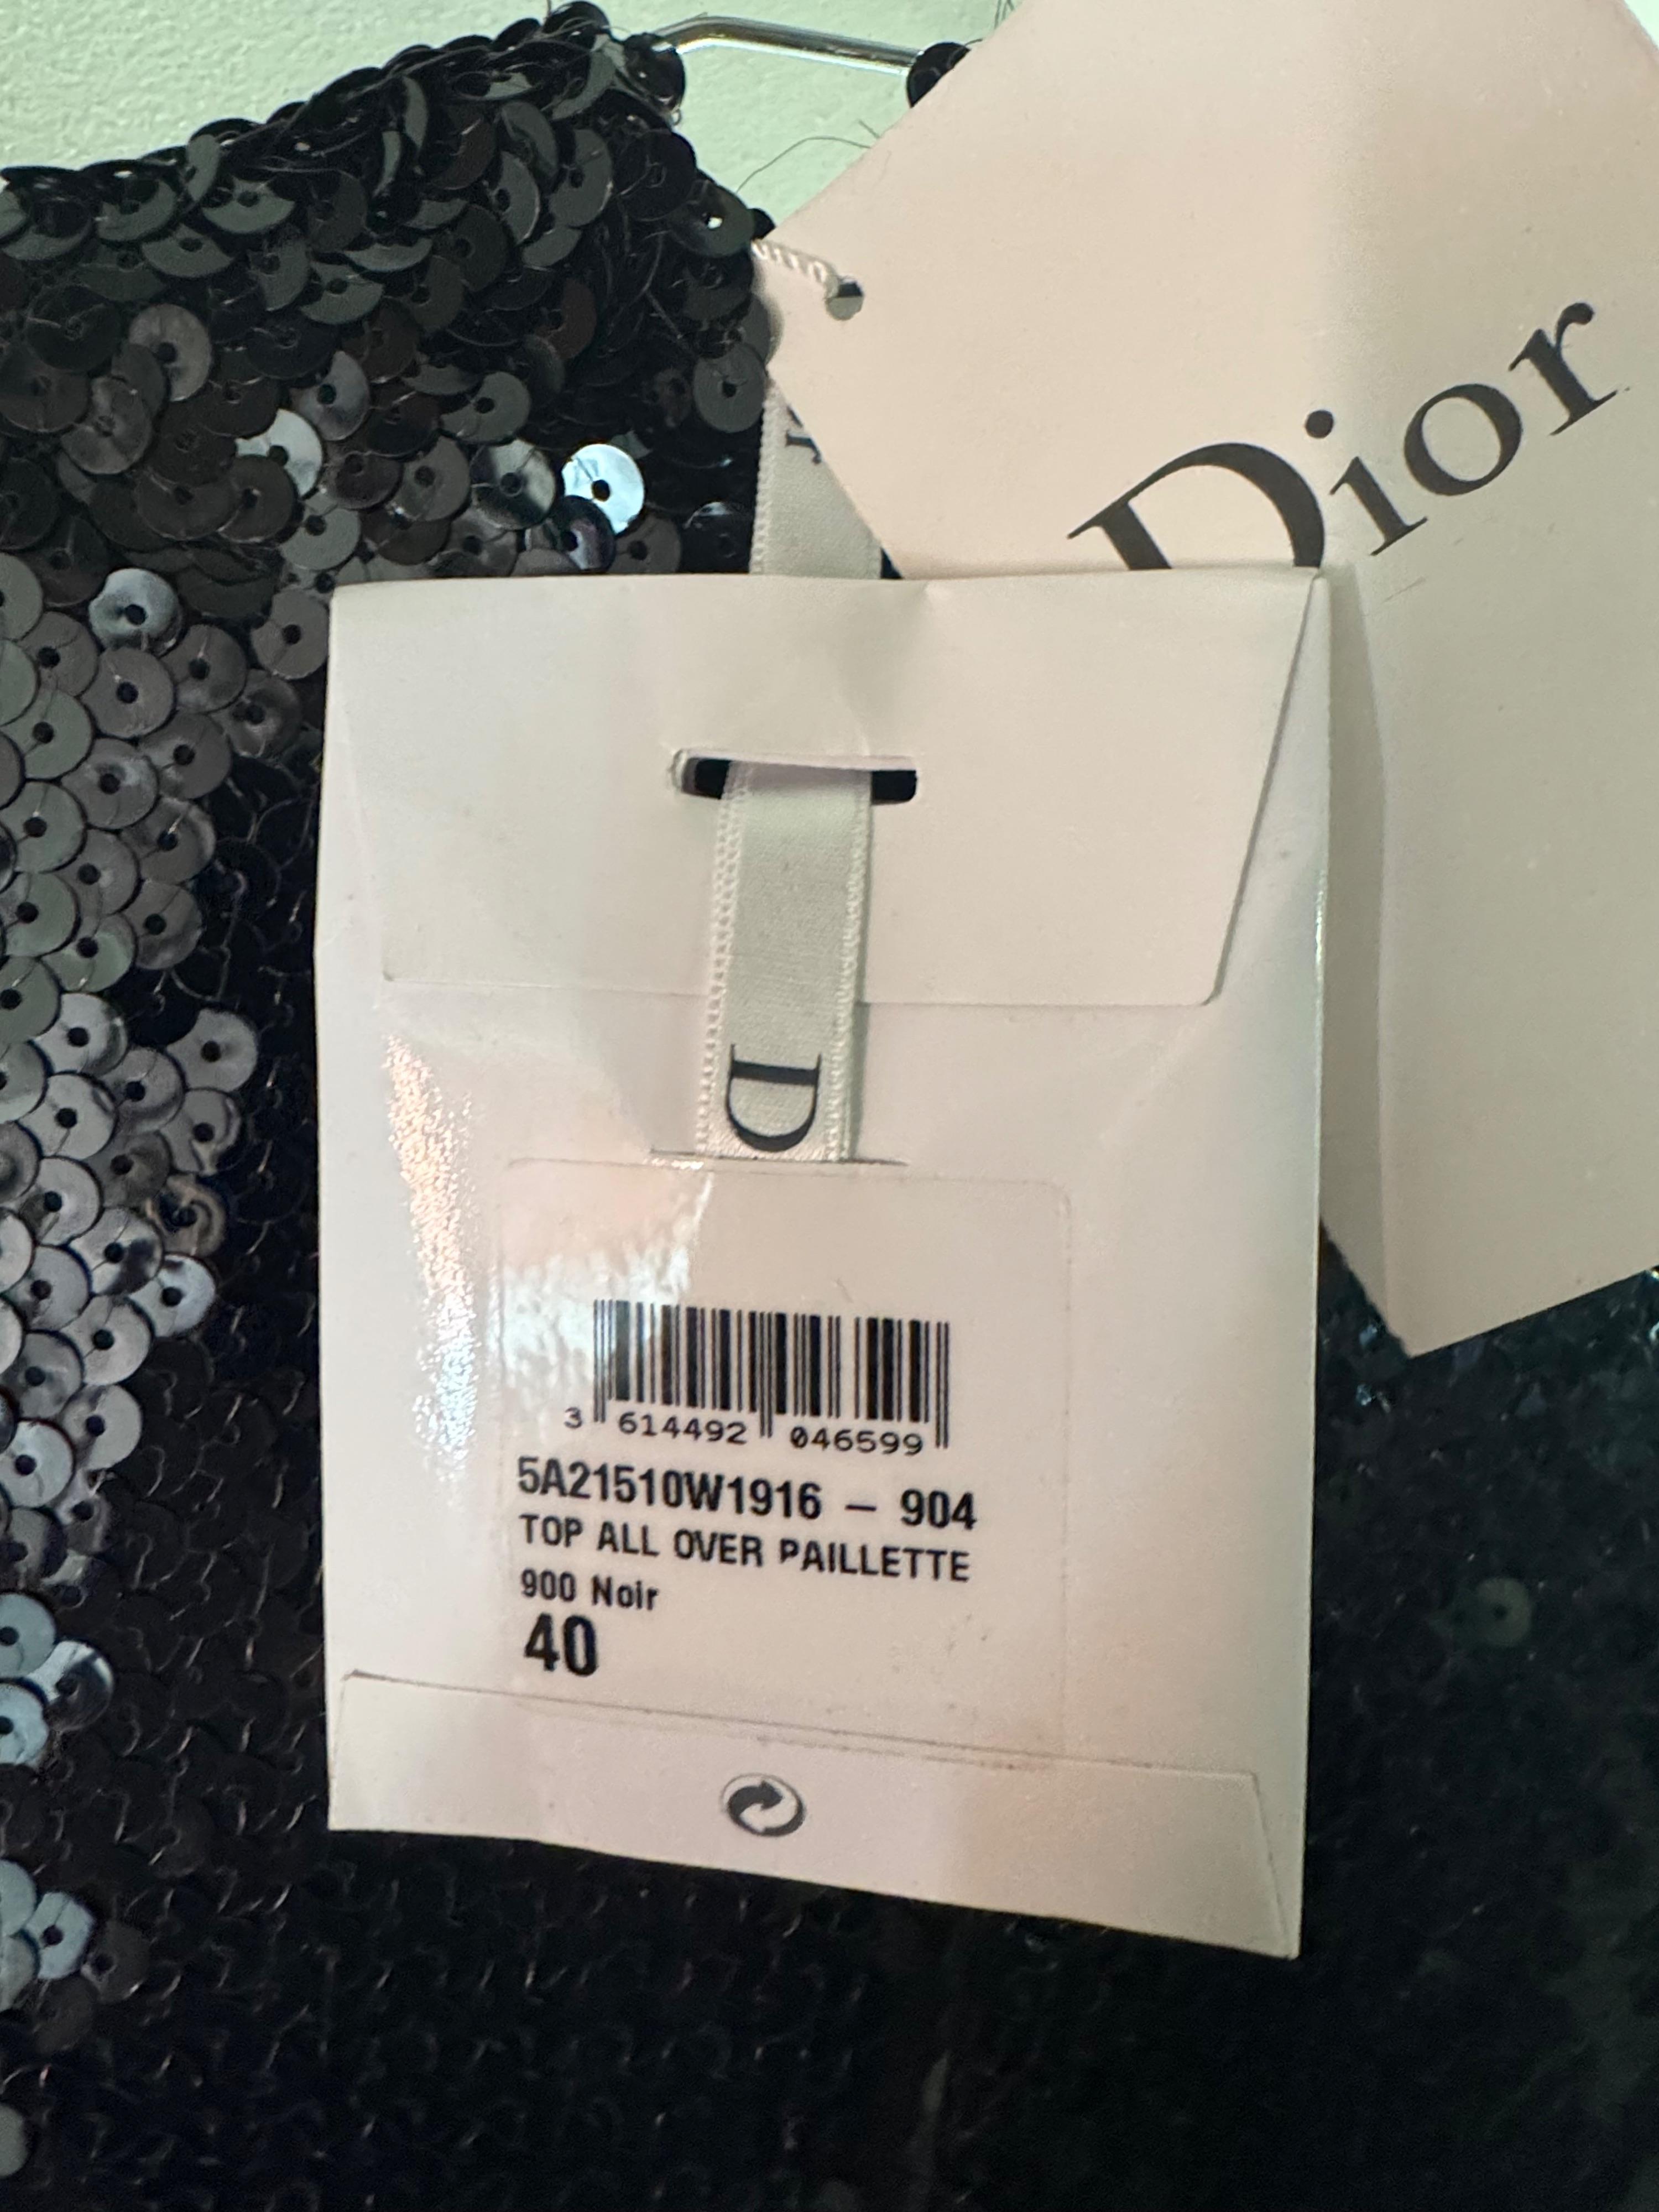 Dior
D
3 614492 046599
5A21510W1916 – 904
TOP ALL OVER PAILLETTE
900 Noir
40